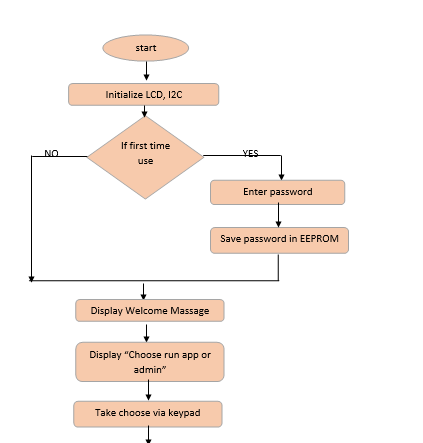 start
Initialize LCD, I2C
If first time
use
NO
YES
Enter password
Save password in EEPROM
Display Welcome Massage
Display “Choose run app or
admin”
Take choose via keypad